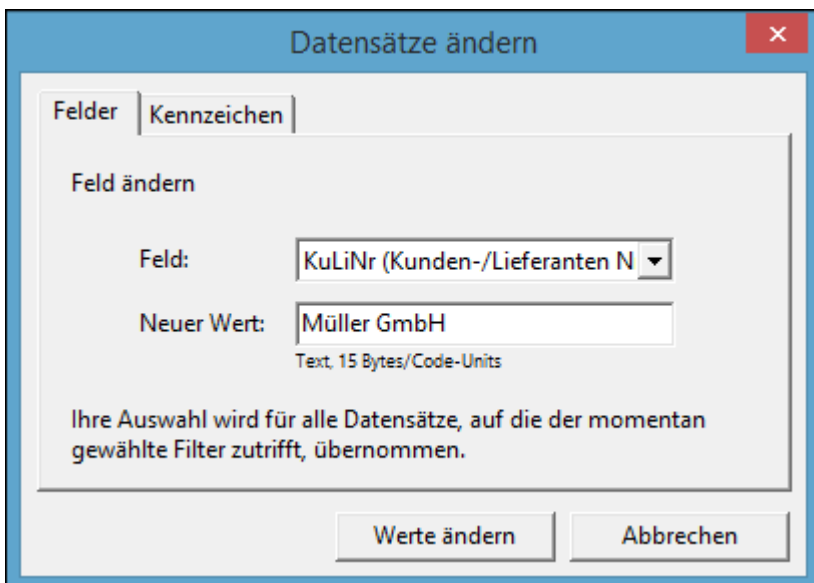 Datensätze ändern
Felder
Kennzeichen
Feld ändern
Feld:
KuLiNr (Kunden-/Lieferanten N
Neuer Wert:
Müller GmbH
Text, 15 Bytes/Code-Units
Ihre Auswahl wird für alle Datensätze, auf die der momentan
gewählte Filter zutrifft, übernommen.
Werte ändern
Abbrechen